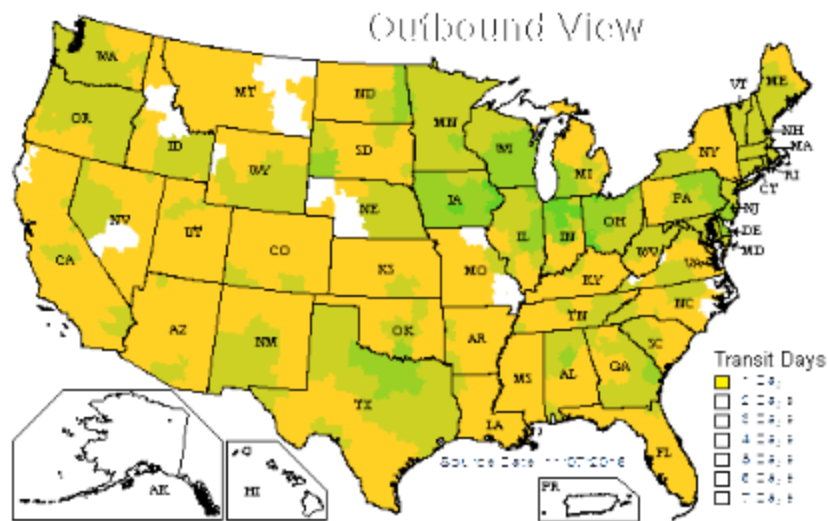 Outbound View
WA
MT
ND
MN
VT
ME
OR
ID
WY
SD
WI
MI
NY
NH
MA
RI
CT
NV
UT
CO
NE
IA
IL
IN
OH
PA
NJ
DE
MD
CA
KS
MO
KY
WV
VA
AZ
NM
OK
AR
TN
NC
SC
TX
LA
MS
AL
GA
FL
AK
HI
PR
Transit Days
Source Date